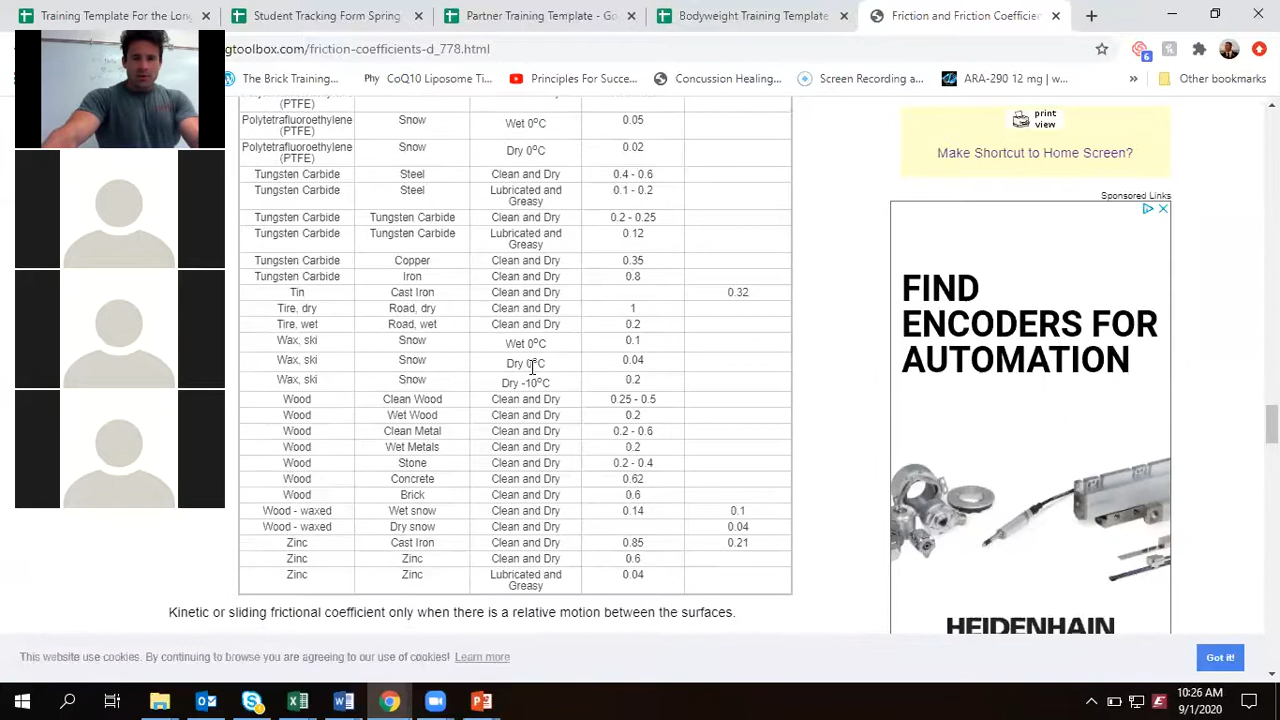 Training Template For the Long
Student Training For Spring
Partner Training Template - Go
Bodyweight Training Template -
Friction and Coefficien
gtoolbox.com/friction-coefficients-d_778.html
6
The Brick Training...
Phy CoQ10 Liposome Ti...
Principles For Succe...
Concussion Healing...
Screen Recording a
ARA-290 12 mg | w...
»
Other bookmarks
(PTFE)
Polytetrafluoroethylene (PTFE) Snow Wet 0°C 0.05
Polytetrafluoroethylene (PTFE) Snow Dry 0°C 0.02
Tungsten Carbide Steel Clean and Dry 0.4 - 0.6
Tungsten Carbide Steel Lubricated and Greasy 0.1 - 0.2
Tungsten Carbide Tungsten Carbide Clean and Dry 0.2 - 0.25
Tungsten Carbide Tungsten Carbide Lubricated and Greasy 0.12
Tungsten Carbide Copper Clean and Dry 0.35
Tungsten Carbide Iron Clean and Dry 0.8
Tin Cast Iron Clean and Dry 0.32
Tire, dry Road, dry Clean and Dry 1
Tire, wet Road, wet Clean and Dry 0.2
Wax, ski Snow Wet 0°C 0.1
Wax, ski Snow Dry 0°C 0.04
Wax, ski Snow Dry -10°C 0.2
Wood Clean Wood Clean and Dry 0.25 - 0.5
Wood Wet Wood Clean and Dry 0.2
Wood Clean Metal Clean and Dry 0.2 - 0.6
Wood Wet Metals Clean and Dry 0.2
Wood Stone Clean and Dry 0.2 - 0.4
Wood Concrete Clean and Dry 0.62
Wood Brick Clean and Dry 0.6
Wood - waxed Wet snow Clean and Dry 0.14 0.1
Wood - waxed Dry snow Clean and Dry 0.04
Zinc Cast Iron Clean and Dry 0.85 0.21
Zinc Zinc Clean and Dry 0.6
Zinc Zinc Lubricated and Greasy 0.04
Kinetic or sliding frictional coefficient only when there is a relative motion between the surfaces.
print
view
Make Shortcut to Home Screen?
Sponsored Links
FIND
ENCODERS FOR
AUTOMATION
HEIDENHAIN
This website use cookies. By continuing to browse you are agreeing to our use of cookies! Learn more
Got it!
10:26 AM
9/1/2020